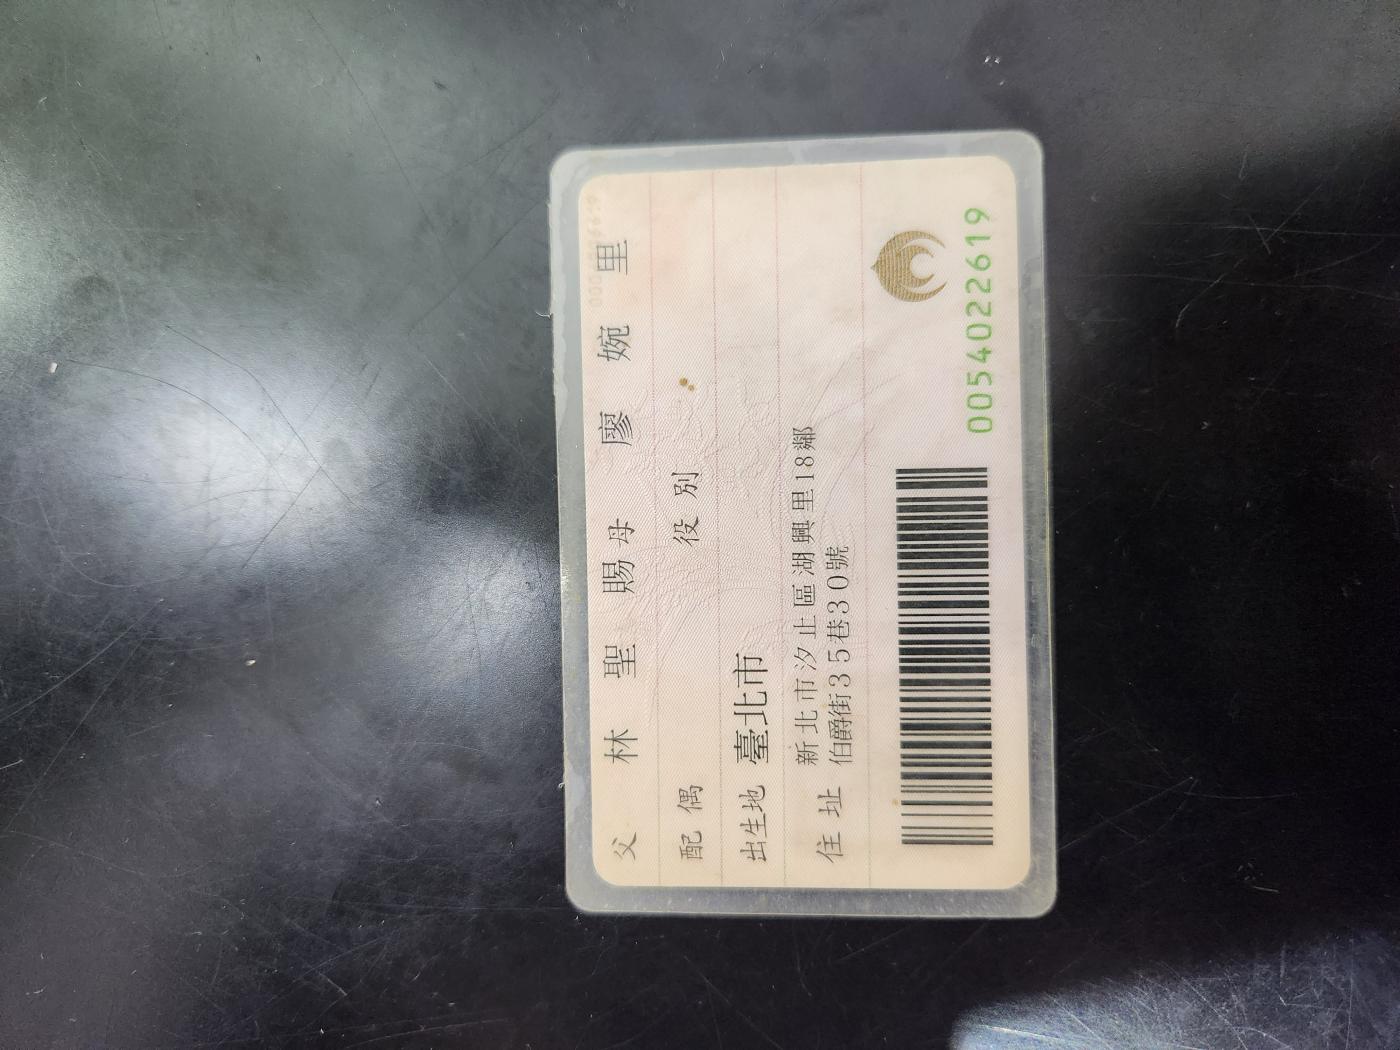 父 林 聖 賜 母 廖 婉 里
配 偶 役 別
出生地 臺北市
住 址 新北市汐止區湖興里18鄰
伯爵街35巷30號
0054022619